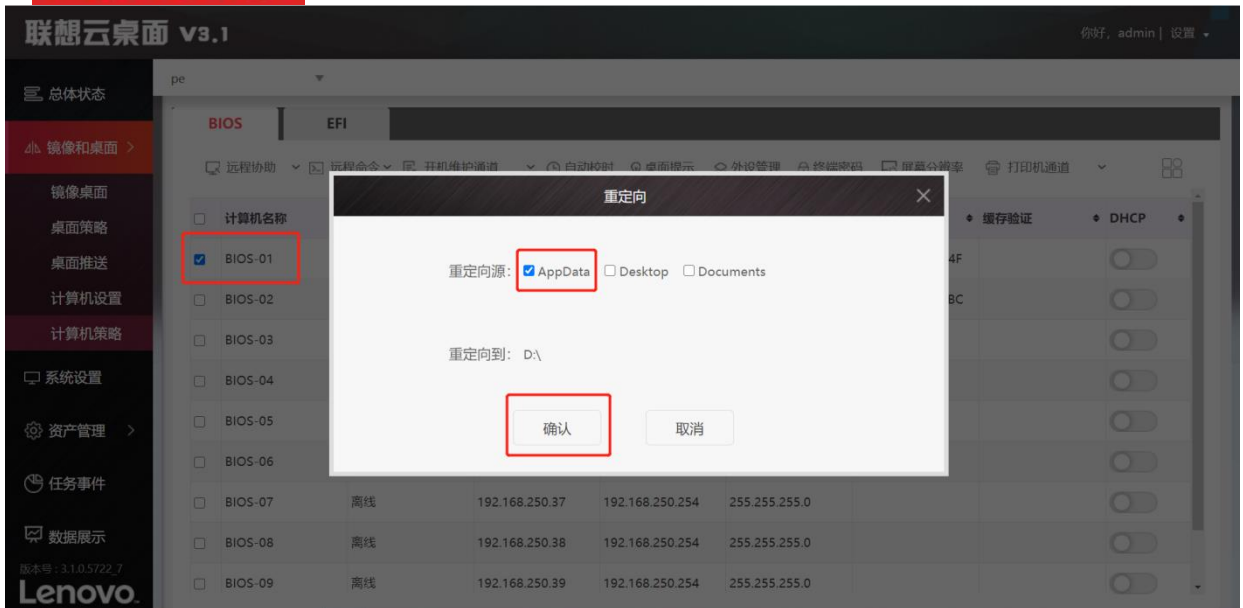 联想云桌面 V3.1
你好，admin | 设置
总体状态
镜像和桌面
镜像桌面
桌面策略
桌面推送
计算机设置
计算机策略
系统设置
资产管理
任务事件
数据展示
版本号：3.1.0.5722_7
Lenovo.
pe
BIOS EFI
远程协助 远程命令 开机维护通道 自动校时 桌面提示 外设管理 终端密码 屏幕分辨率 打印机通道
计算机名称 缓存验证 DHCP
BIOS-01 4F
BIOS-02 BC
BIOS-03
BIOS-04
BIOS-05
BIOS-06
BIOS-07 离线 192.168.250.37 192.168.250.254 255.255.255.0
BIOS-08 离线 192.168.250.38 192.168.250.254 255.255.255.0
BIOS-09 离线 192.168.250.39 192.168.250.254 255.255.255.0
重定向
重定向源： AppData Desktop Documents
重定向到： D:\
确认 取消